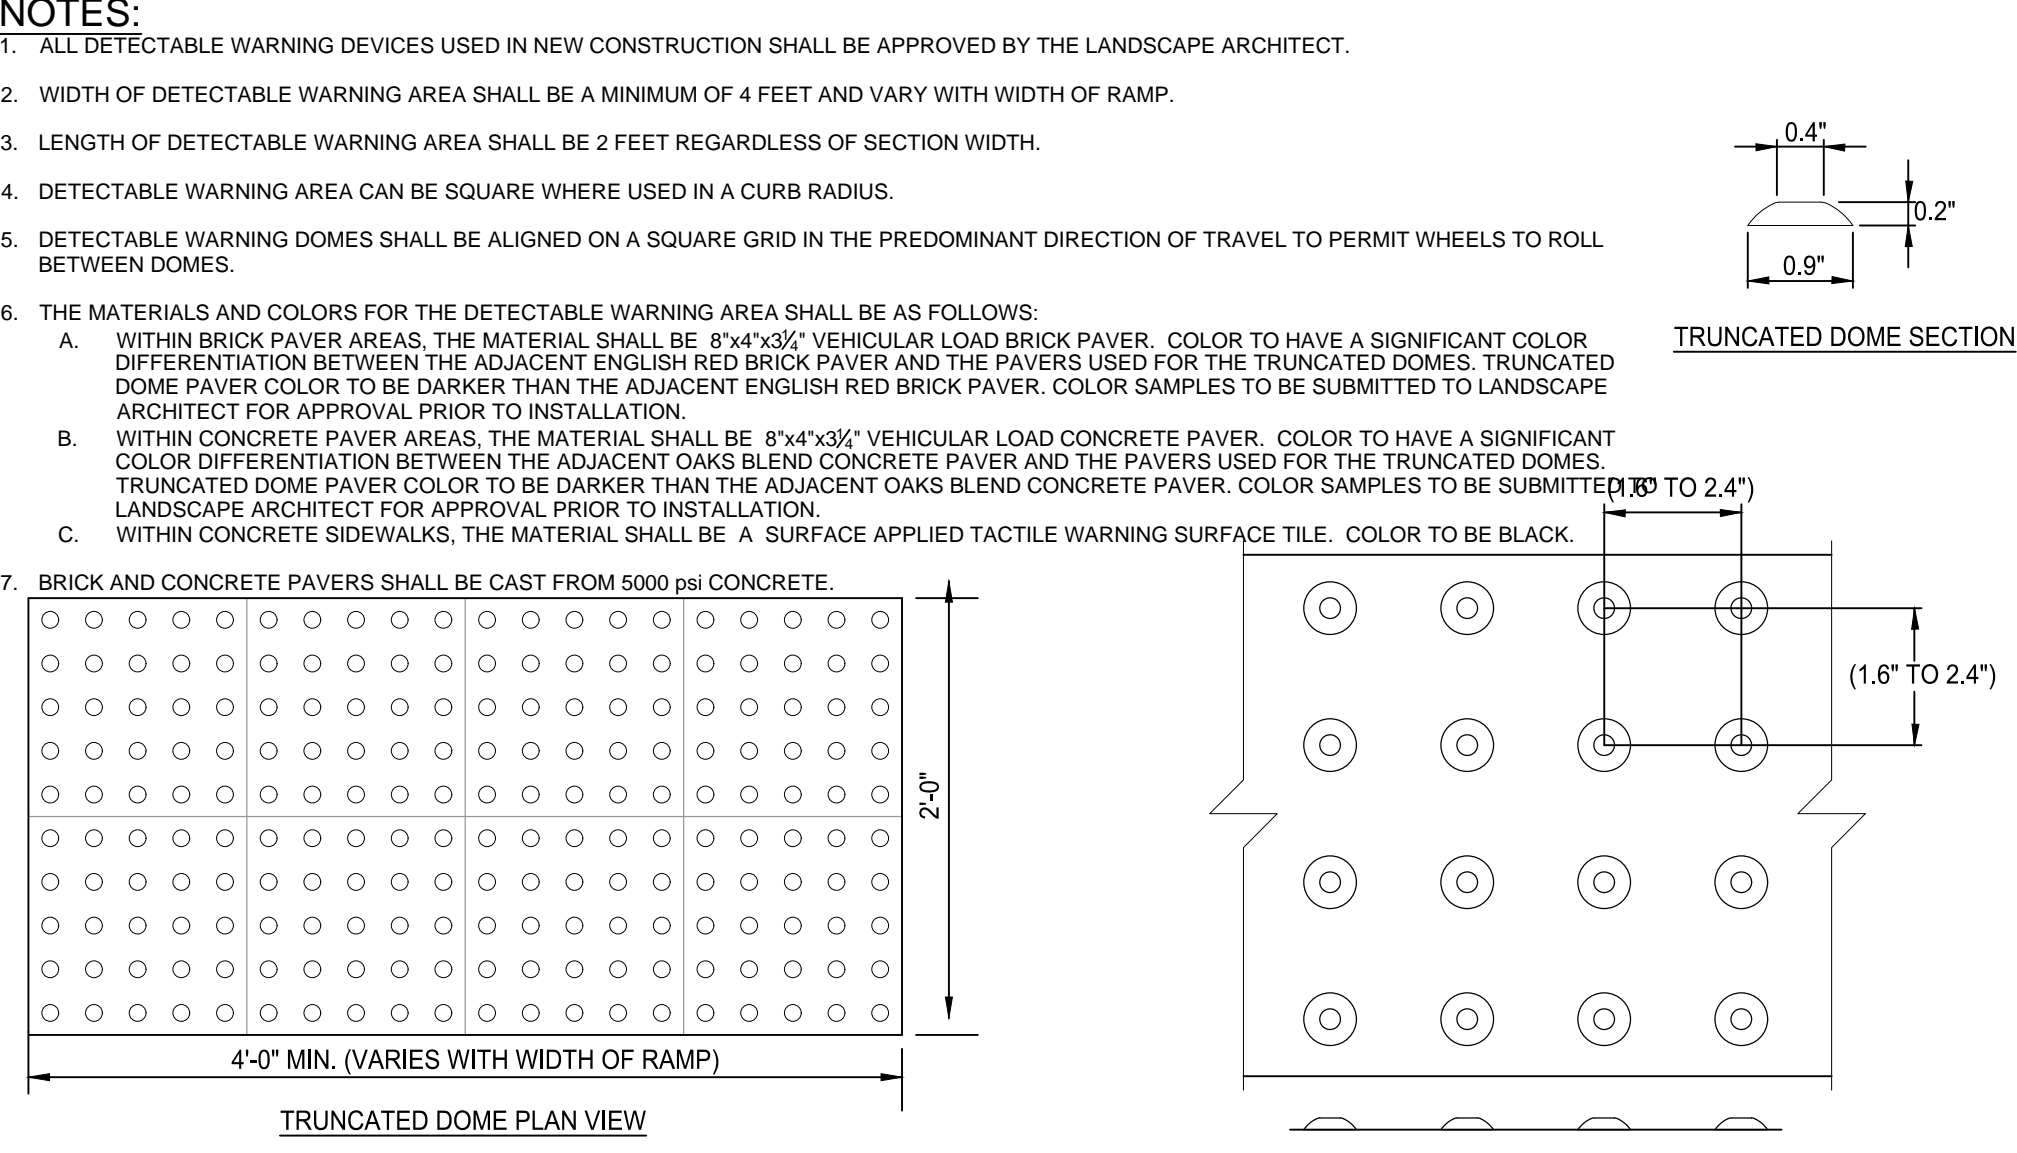 NOTES:
1. ALL DETECTABLE WARNING DEVICES USED IN NEW CONSTRUCTION SHALL BE APPROVED BY THE LANDSCAPE ARCHITECT.
2. WIDTH OF DETECTABLE WARNING AREA SHALL BE A MINIMUM OF 4 FEET AND VARY WITH WIDTH OF RAMP.
3. LENGTH OF DETECTABLE WARNING AREA SHALL BE 2 FEET REGARDLESS OF SECTION WIDTH.
4. DETECTABLE WARNING AREA CAN BE SQUARE WHERE USED IN A CURB RADIUS.
5. DETECTABLE WARNING DOMES SHALL BE ALIGNED ON A SQUARE GRID IN THE PREDOMINANT DIRECTION OF TRAVEL TO PERMIT WHEELS TO ROLL
BETWEEN DOMES.
6. THE MATERIALS AND COLORS FOR THE DETECTABLE WARNING AREA SHALL BE AS FOLLOWS:
A. WITHIN BRICK PAVER AREAS, THE MATERIAL SHALL BE 8"x4"x3¼" VEHICULAR LOAD BRICK PAVER. COLOR TO HAVE A SIGNIFICANT COLOR
DIFFERENTIATION BETWEEN THE ADJACENT ENGLISH RED BRICK PAVER AND THE PAVERS USED FOR THE TRUNCATED DOMES. TRUNCATED
DOME PAVER COLOR TO BE DARKER THAN THE ADJACENT ENGLISH RED BRICK PAVER. COLOR SAMPLES TO BE SUBMITTED TO LANDSCAPE
ARCHITECT FOR APPROVAL PRIOR TO INSTALLATION.
B. WITHIN CONCRETE PAVER AREAS, THE MATERIAL SHALL BE 8"x4"x3¼" VEHICULAR LOAD CONCRETE PAVER. COLOR TO HAVE A SIGNIFICANT
COLOR DIFFERENTIATION BETWEEN THE ADJACENT OAKS BLEND CONCRETE PAVER AND THE PAVERS USED FOR THE TRUNCATED DOMES.
TRUNCATED DOME PAVER COLOR TO BE DARKER THAN THE ADJACENT OAKS BLEND CONCRETE PAVER. COLOR SAMPLES TO BE SUBMITTED TO
LANDSCAPE ARCHITECT FOR APPROVAL PRIOR TO INSTALLATION.
C. WITHIN CONCRETE SIDEWALKS, THE MATERIAL SHALL BE A SURFACE APPLIED TACTILE WARNING SURFACE TILE. COLOR TO BE BLACK.
7. BRICK AND CONCRETE PAVERS SHALL BE CAST FROM 5000 psi CONCRETE.
0.4"
0.2"
0.9"
TRUNCATED DOME SECTION
2'-0"
4'-0" MIN. (VARIES WITH WIDTH OF RAMP)
TRUNCATED DOME PLAN VIEW
(1.6" TO 2.4")
(1.6" TO 2.4")